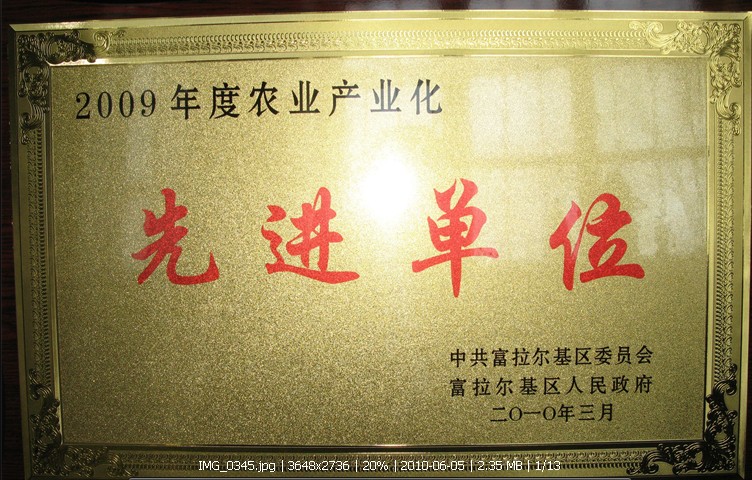 2009年度农业产业化
先进单位
中共富拉尔基区委员会
富拉尔基区人民政府
二〇一〇年三月
IMG_0345.jpg | 3648x2736 | 20% | 2010-06-05 | 2.35 MB | 1/13